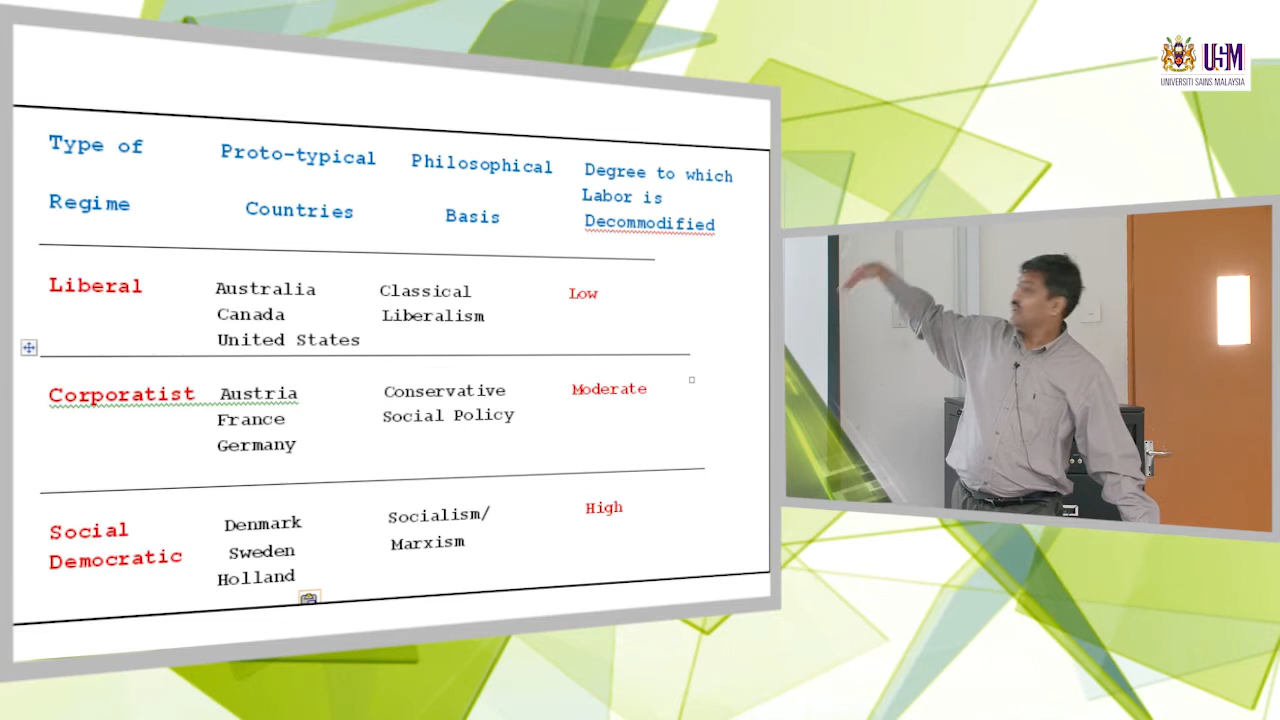 USM
UNIVERSITI SAINS MALAYSIA
Type of Proto-typical Philosophical Degree to which
Labor is
Regime Countries Basis Decommodified
Liberal Australia Classical Low
Canada Liberalism
United States
Corporatist Austria Conservative Moderate
France Social Policy
Germany
Social Denmark Socialism/ High
Democratic Sweden Marxism
Holland